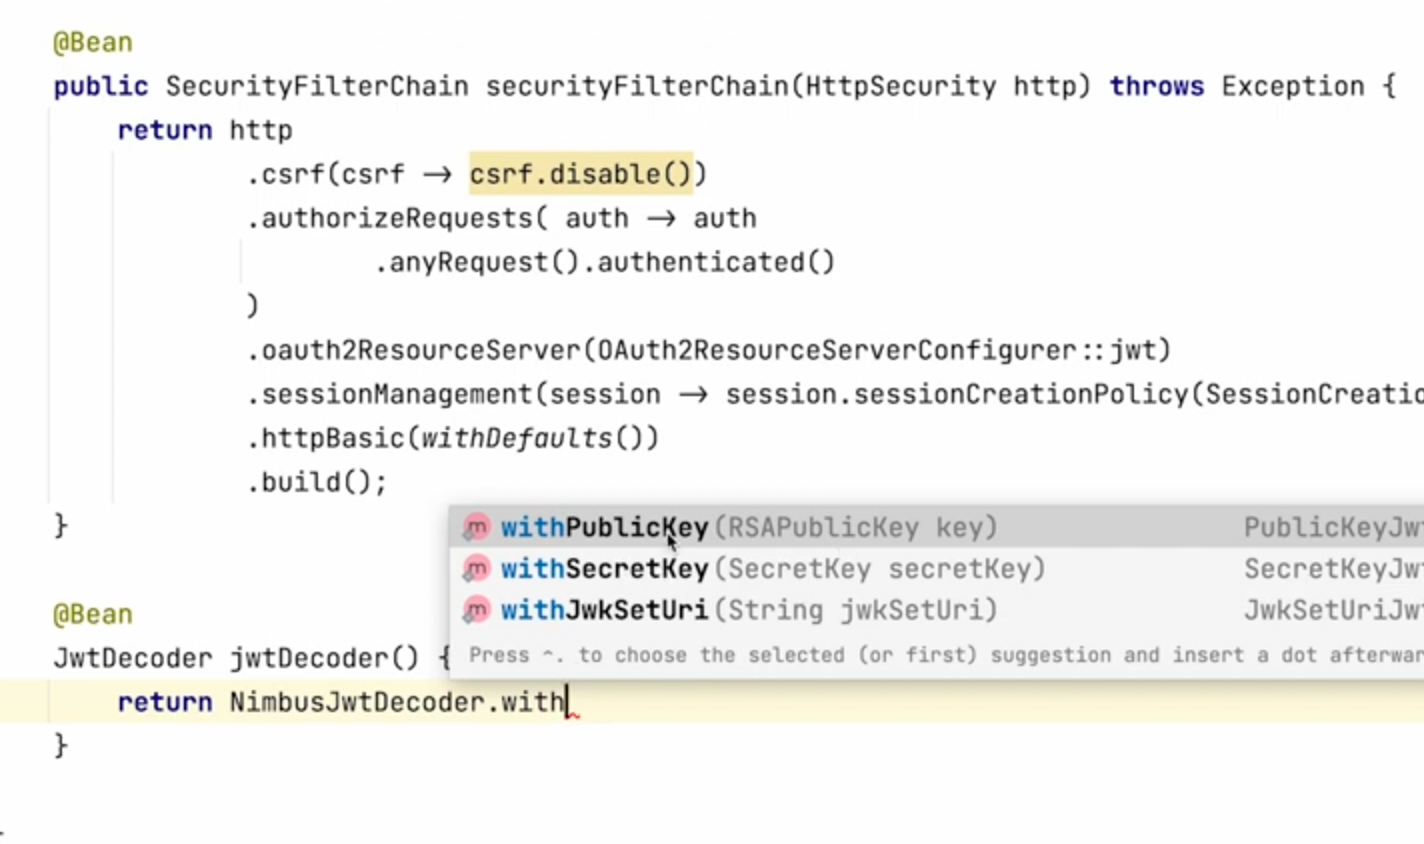 @Bean
public SecurityFilterChain securityFilterChain(HttpSecurity http) throws Exception {
return http
.csrf(csrf → csrf.disable())
.authorizeRequests( auth → auth
.anyRequest().authenticated()
)
.oauth2ResourceServer(OAuth2ResourceServerConfigurer::jwt)
.sessionManagement(session → session.sessionCreationPolicy(SessionCreatio
.httpBasic(withDefaults())
.build();
}
withPublicKey(RSAPublicKey key) PublicKeyJw
withSecretKey(SecretKey secretKey) SecretKeyJw
withJwkSetUri(String jwkSetUri) JwkSetUriJw
Press ^. to choose the selected (or first) suggestion and insert a dot afterwar
@Bean
JwtDecoder jwtDecoder() {
return NimbusJwtDecoder.with
}